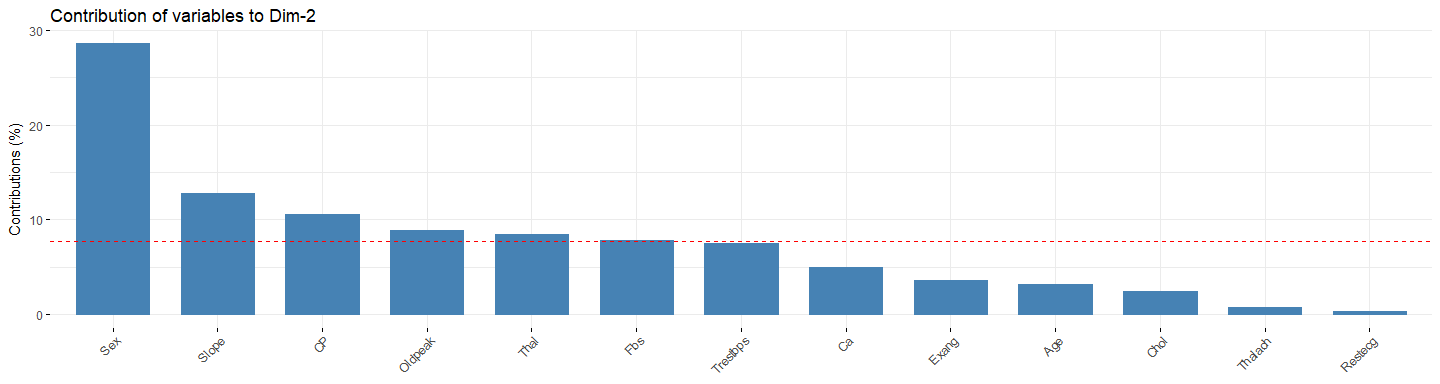 Contribution of variables to Dim-2
Contributions (%)
30
20
10
0
Sex
Slope
CP
Oldpeak
Thal
Fbs
Trestbps
Ca
Exang
Age
Chol
Thalach
Restecg